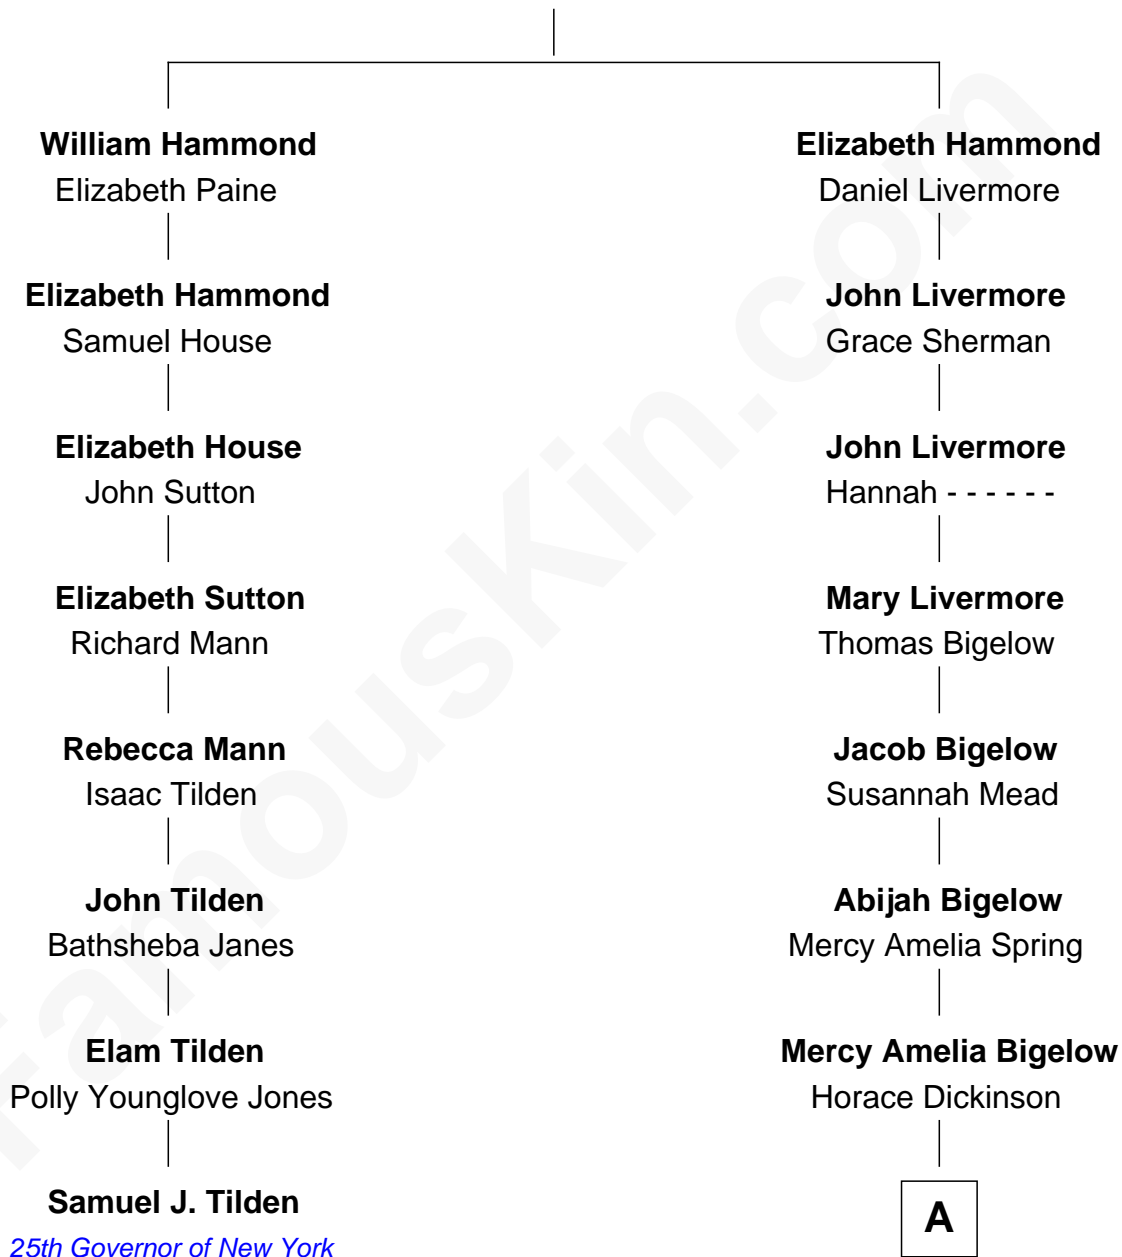 William Hammond
Elizabeth Paine
Elizabeth Hammond
Samuel House
Elizabeth House
John Sutton
Elizabeth Sutton
Richard Mann
Rebecca Mann
Isaac Tilden
John Tilden
Bathsheba Janes
Elam Tilden
Polly Younglove Jones
Samuel J. Tilden
25th Governor of New York
Elizabeth Hammond
Daniel Livermore
John Livermore
Grace Sherman
John Livermore
Hannah - - - - - -
Mary Livermore
Thomas Bigelow
Jacob Bigelow
Susannah Mead
Abijah Bigelow
Mercy Amelia Spring
Mercy Amelia Bigelow
Horace Dickinson
A
FamousKin.com